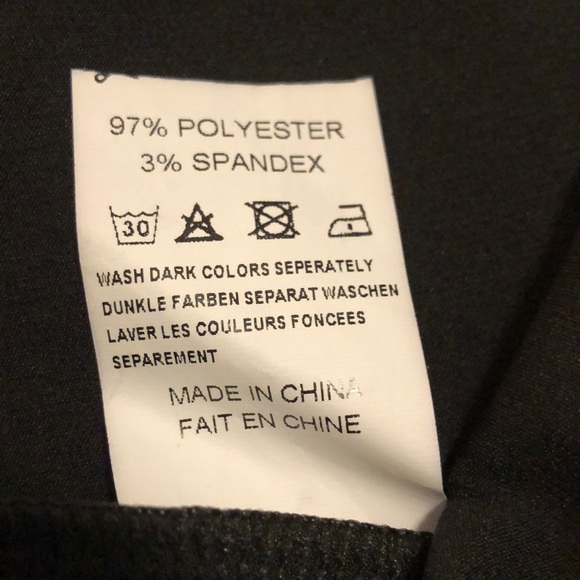 97% POLYESTER
3% SPANDEX
30
WASH DARK COLORS SEPERATELY
DUNKLE FARBEN SEPARAT WASCHEN
LAVER LES COULEURS FONCEES
SEPAREMENT
MADE IN CHINA
FAIT EN CHINE